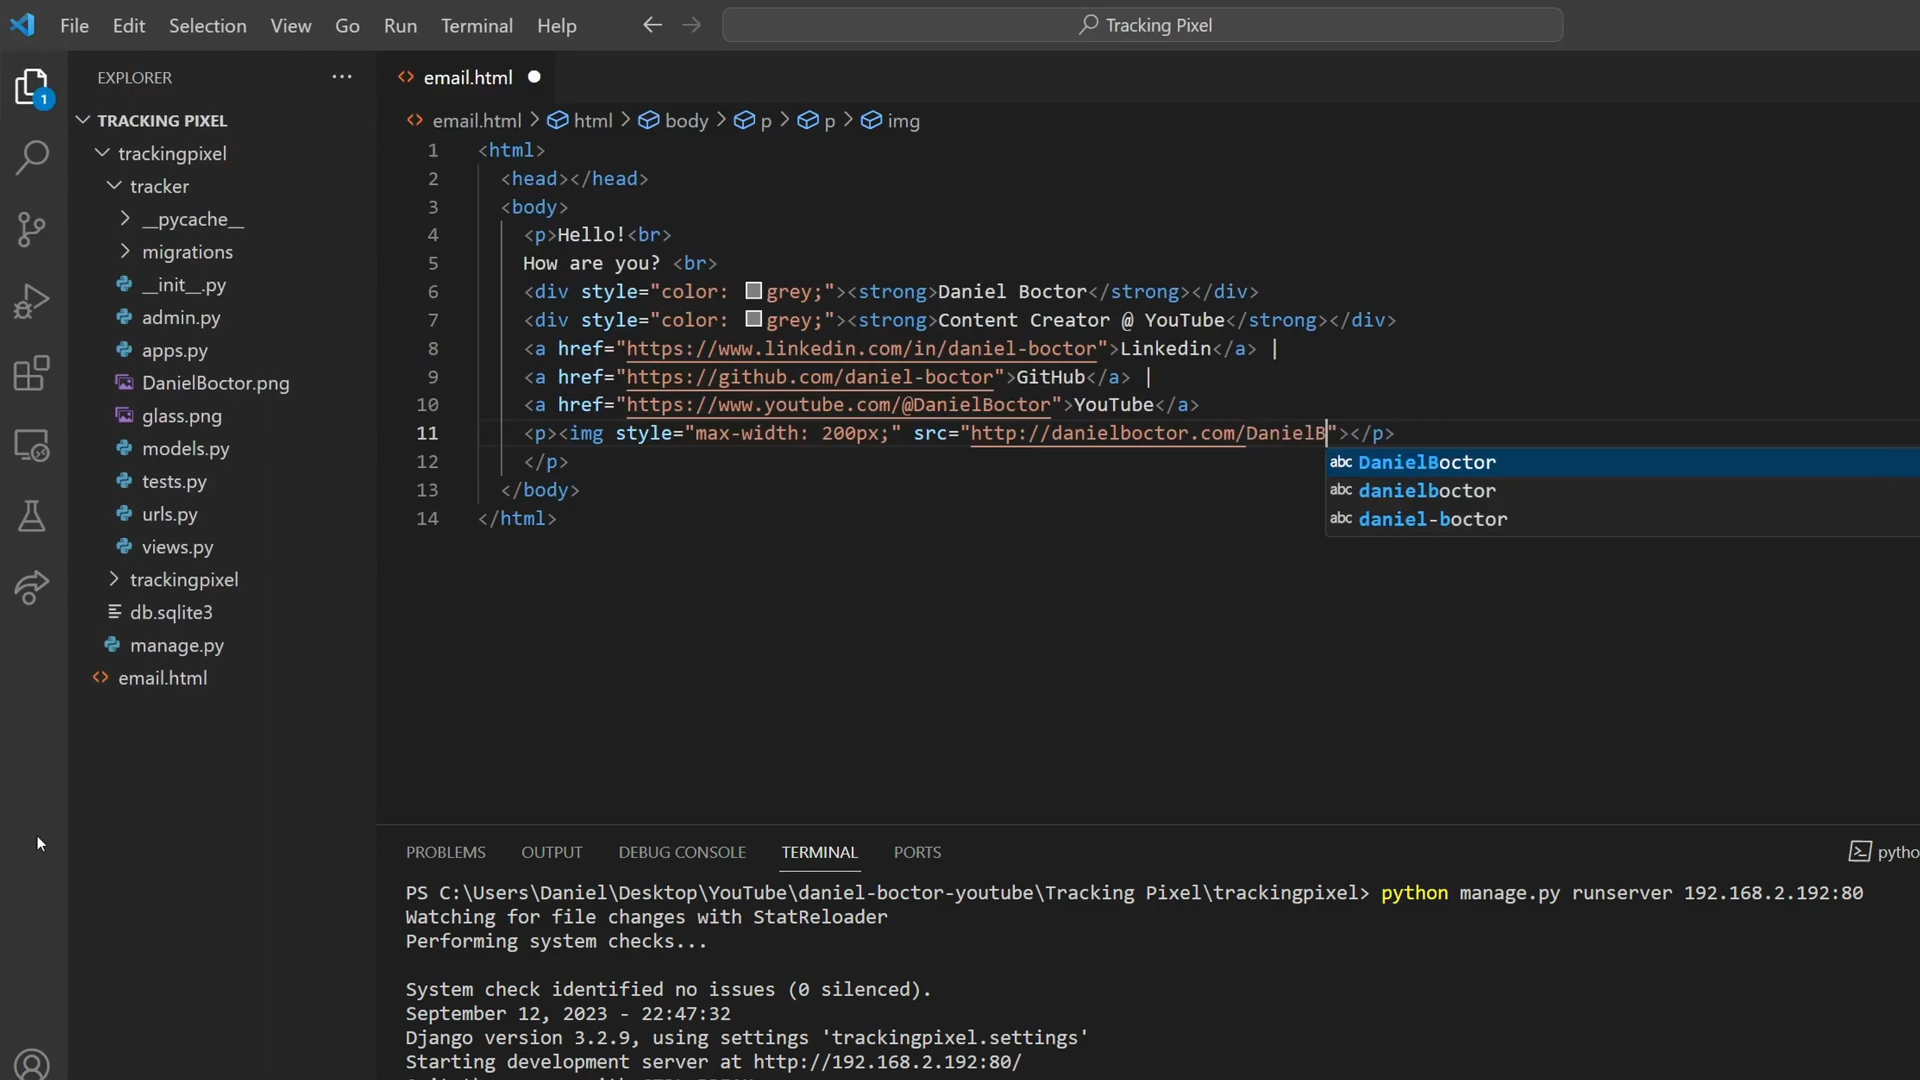 File Edit Selection View Go Run Terminal Help
Tracking Pixel
EXPLORER
1
TRACKING PIXEL
trackingpixel
tracker
__pycache__
migrations
__init__.py
admin.py
apps.py
DanielBoctor.png
glass.png
models.py
tests.py
urls.py
views.py
trackingpixel
db.sqlite3
manage.py
email.html
email.html
email.html > html > body > p > p > img
1 <html>
2 <head></head>
3 <body>
4 <p>Hello!<br>
5 How are you? <br>
6 <div style="color: grey;"><strong>Daniel Boctor</strong></div>
7 <div style="color: grey;"><strong>Content Creator @ YouTube</strong></div>
8 <a href="https://www.linkedin.com/in/daniel-boctor">Linkedin</a> |
9 <a href="https://github.com/daniel-boctor">GitHub</a> |
10 <a href="https://www.youtube.com/@DanielBoctor">YouTube</a>
11 <p><img style="max-width: 200px;" src="http://danielboctor.com/DanielB"></p>
12 </p>
13 </body>
14 </html>
abc DanielBoctor
abc danielboctor
abc daniel-boctor
PROBLEMS OUTPUT DEBUG CONSOLE TERMINAL PORTS
pytho
PS C:\Users\Daniel\Desktop\YouTube\daniel-boctor-youtube\Tracking Pixel\trackingpixel> python manage.py runserver 192.168.2.192:80
Watching for file changes with StatReloader
Performing system checks...
System check identified no issues (0 silenced).
September 12, 2023 - 22:47:32
Django version 3.2.9, using settings 'trackingpixel.settings'
Starting development server at http://192.168.2.192:80/